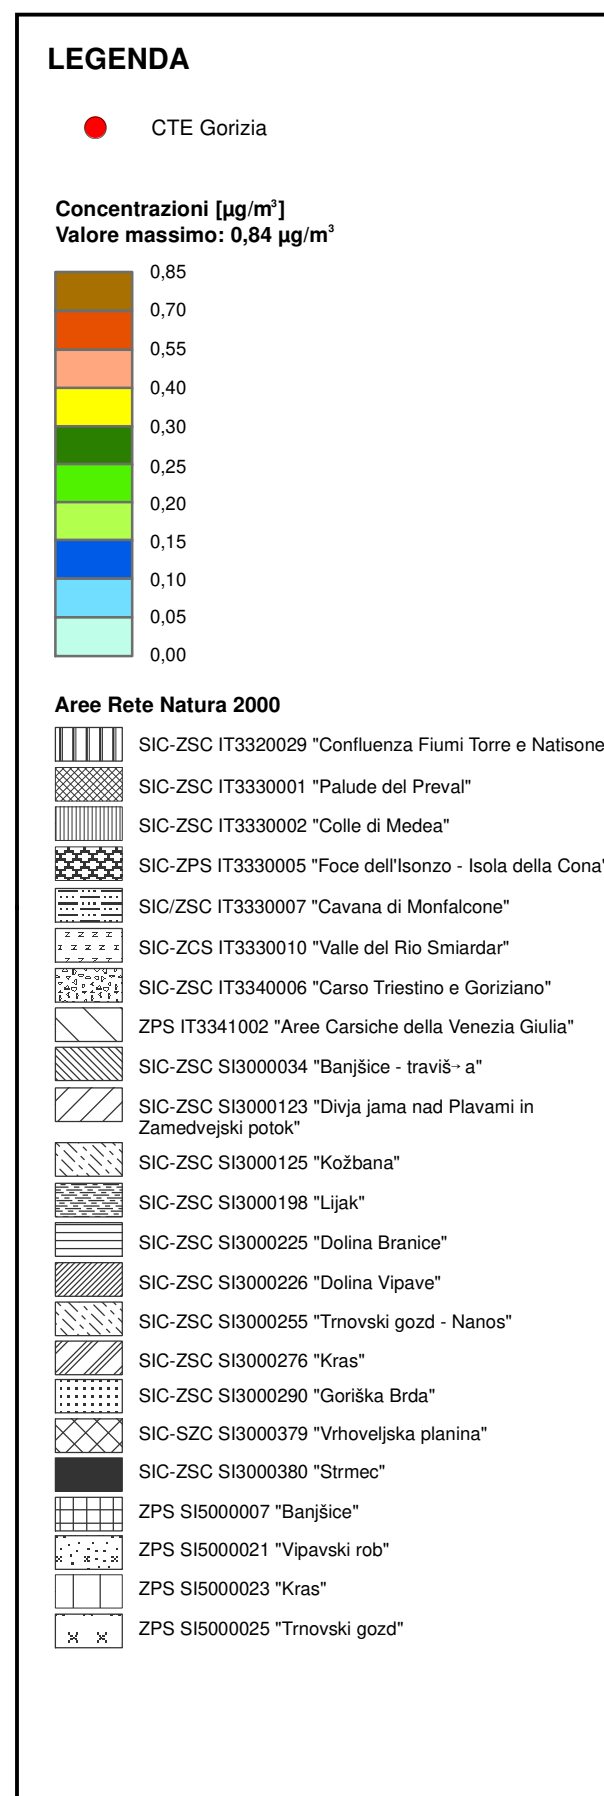 LEGENDA
CTE Gorizia
Concentrazioni [µg/m³]
Valore massimo: 0,84 µg/m³
0,85
0,70
0,55
0,40
0,30
0,25
0,20
0,15
0,10
0,05
0,00
Aree Rete Natura 2000
SIC-ZSC IT3320029 "Confluenza Fiumi Torre e Natisone
SIC-ZSC IT3330001 "Palude del Preval"
SIC-ZSC IT3330002 "Colle di Medea"
SIC-ZPS IT3330005 "Foce dell'Isonzo - Isola della Cona"
SIC/ZSC IT3330007 "Cavana di Monfalcone"
SIC-ZCS IT3330010 "Valle del Rio Smiardar"
SIC-ZSC IT3340006 "Carso Triestino e Goriziano"
ZPS IT3341002 "Aree Carsiche della Venezia Giulia"
SIC-ZSC SI3000034 "Banjšice - traviš→a"
SIC-ZSC SI3000123 "Divja jama nad Plavami in
Zamedvejski potok"
SIC-ZSC SI3000125 "Kožbana"
SIC-ZSC SI3000198 "Lijak"
SIC-ZSC SI3000225 "Dolina Branice"
SIC-ZSC SI3000226 "Dolina Vipave"
SIC-ZSC SI3000255 "Trnovski gozd - Nanos"
SIC-ZSC SI3000276 "Kras"
SIC-ZSC SI3000290 "Goriška Brda"
SIC-SZC SI3000379 "Vrhoveljska planina"
SIC-ZSC SI3000380 "Strmec"
ZPS SI5000007 "Banjšice"
ZPS SI5000021 "Vipavski rob"
ZPS SI5000023 "Kras"
ZPS SI5000025 "Trnovski gozd"